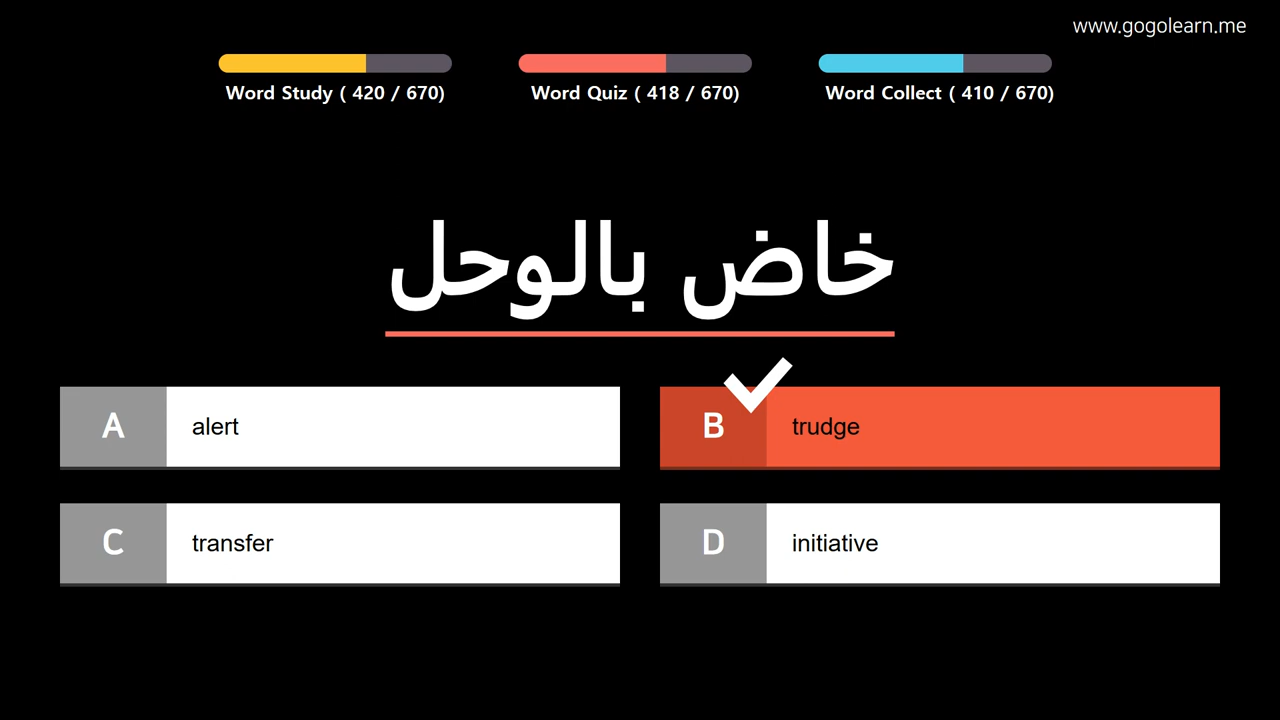 www.gogolearn.me
Word Study ( 420 / 670)
Word Quiz ( 418 / 670)
Word Collect ( 410 / 670)
خاض بالوحل
A alert
B trudge
C transfer
D initiative